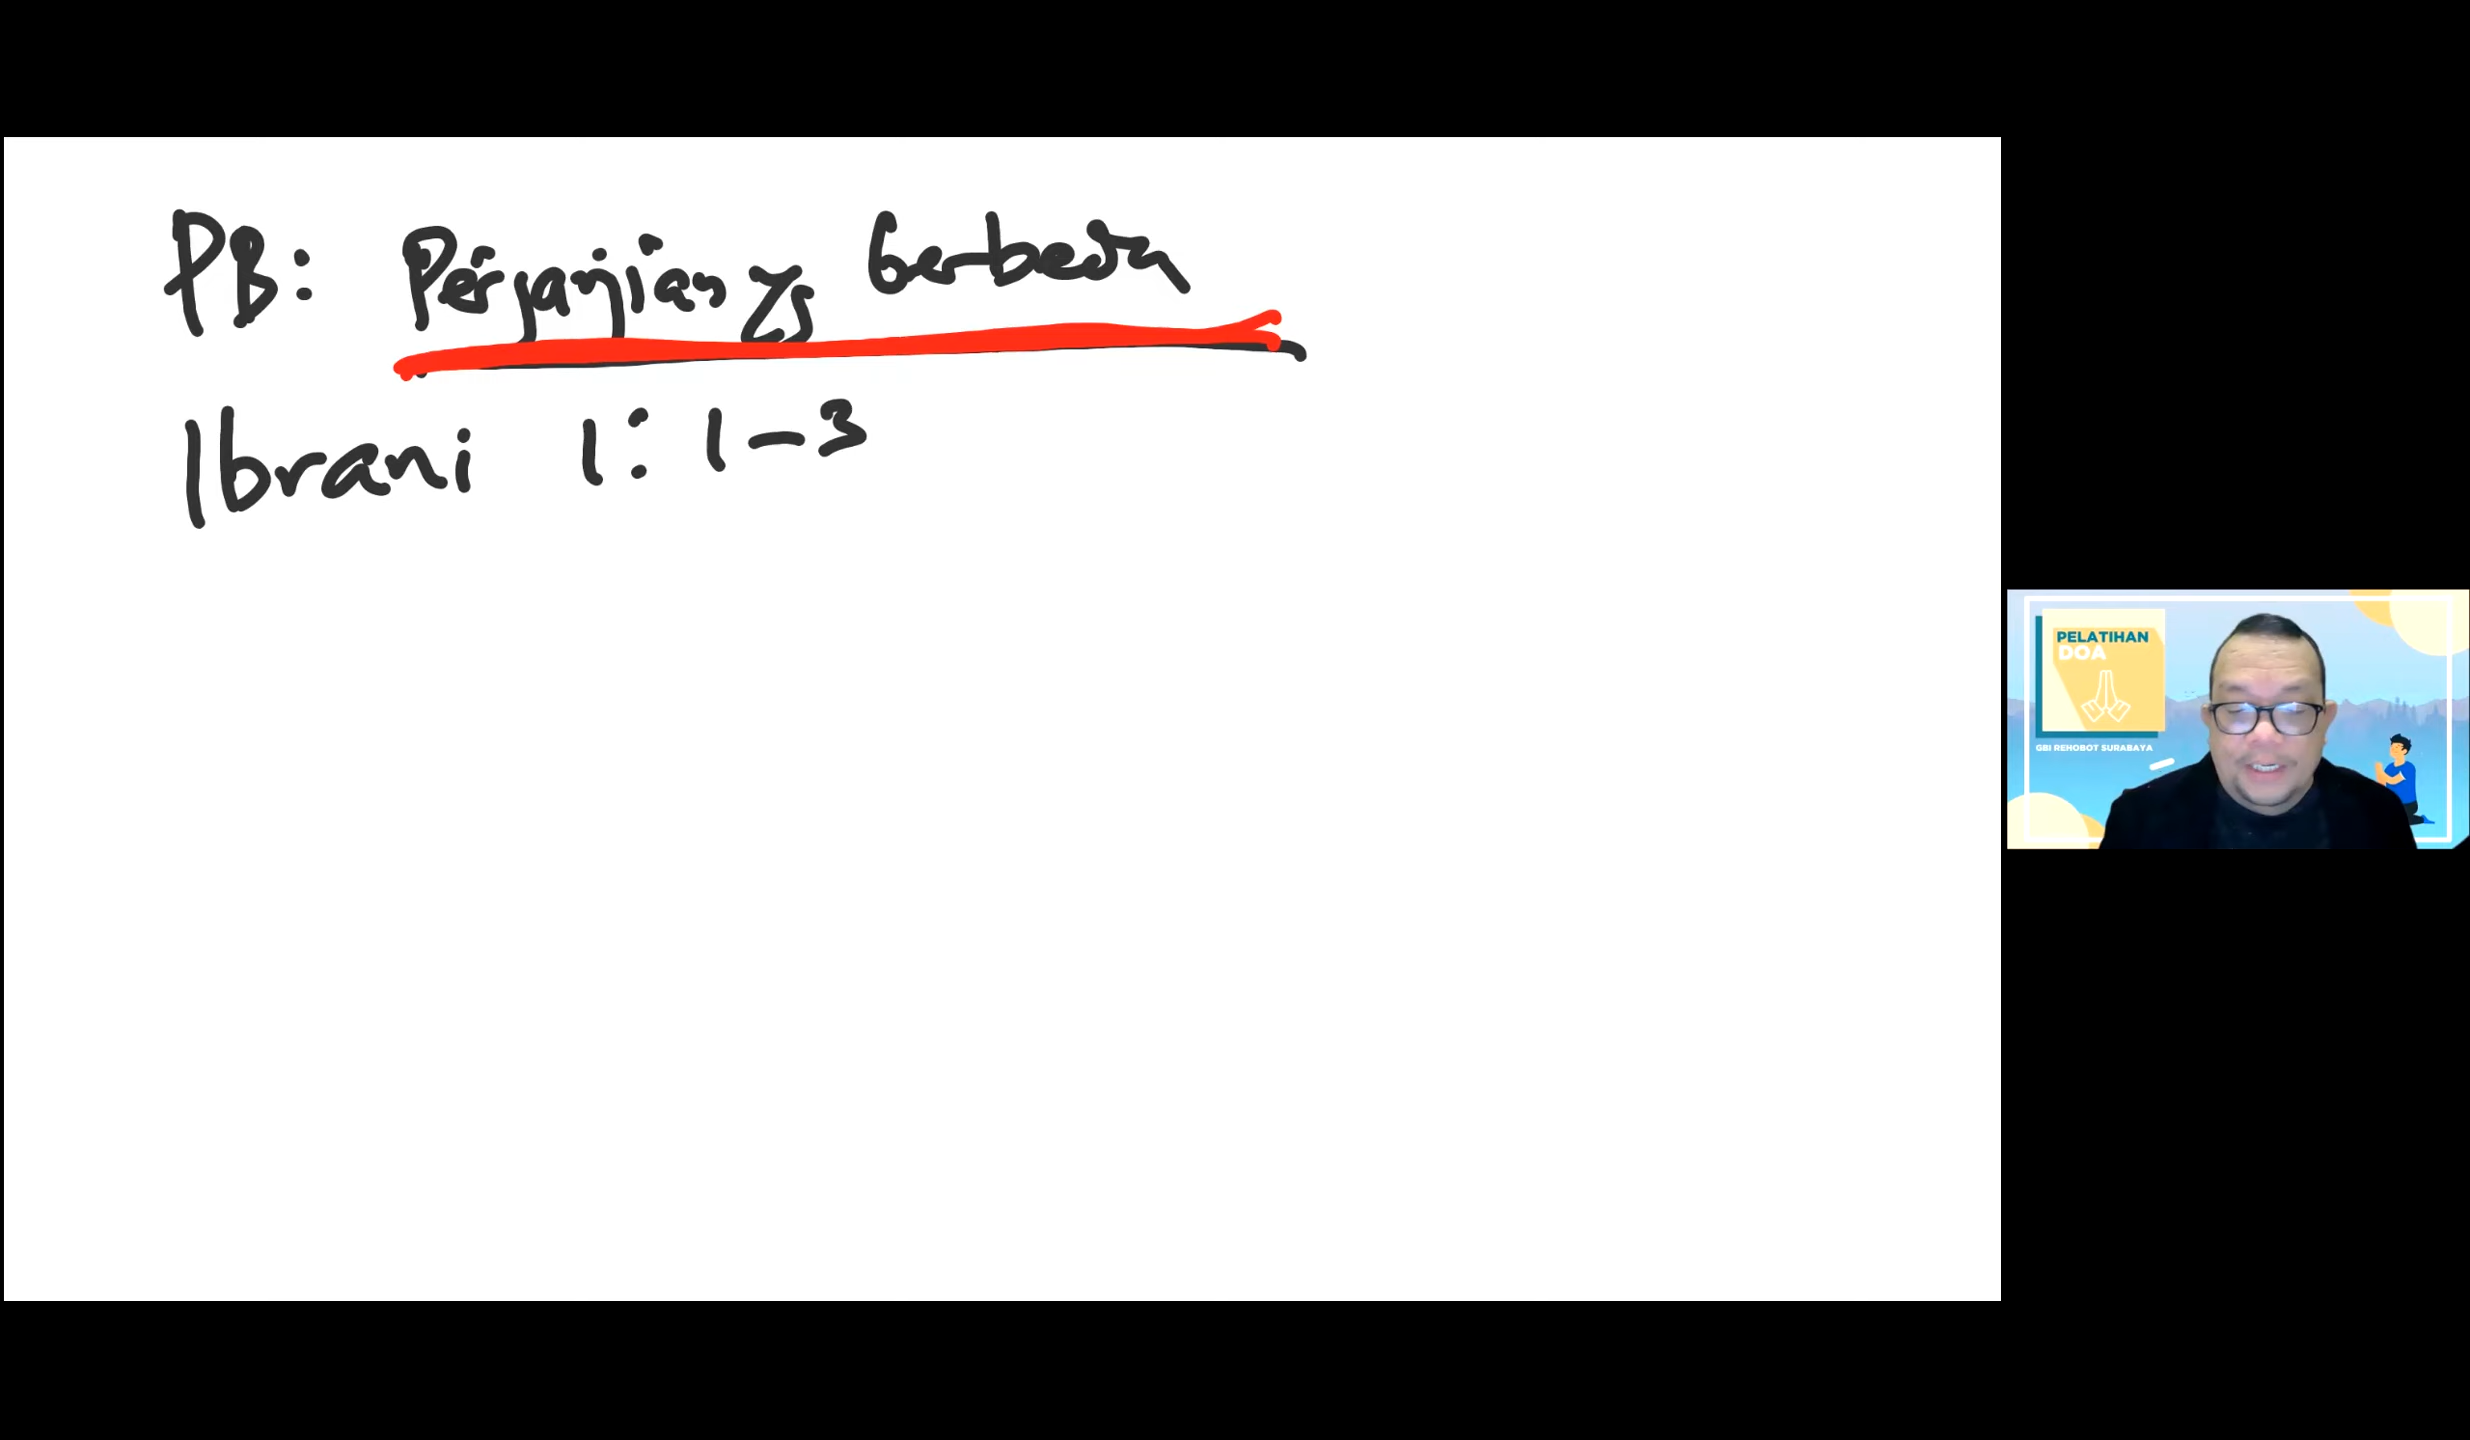 PB: Perjanjian yg berbeda
Ibrani 1: 1-3
PELATIHAN
DOA
GBI REHOBOT SURABAYA